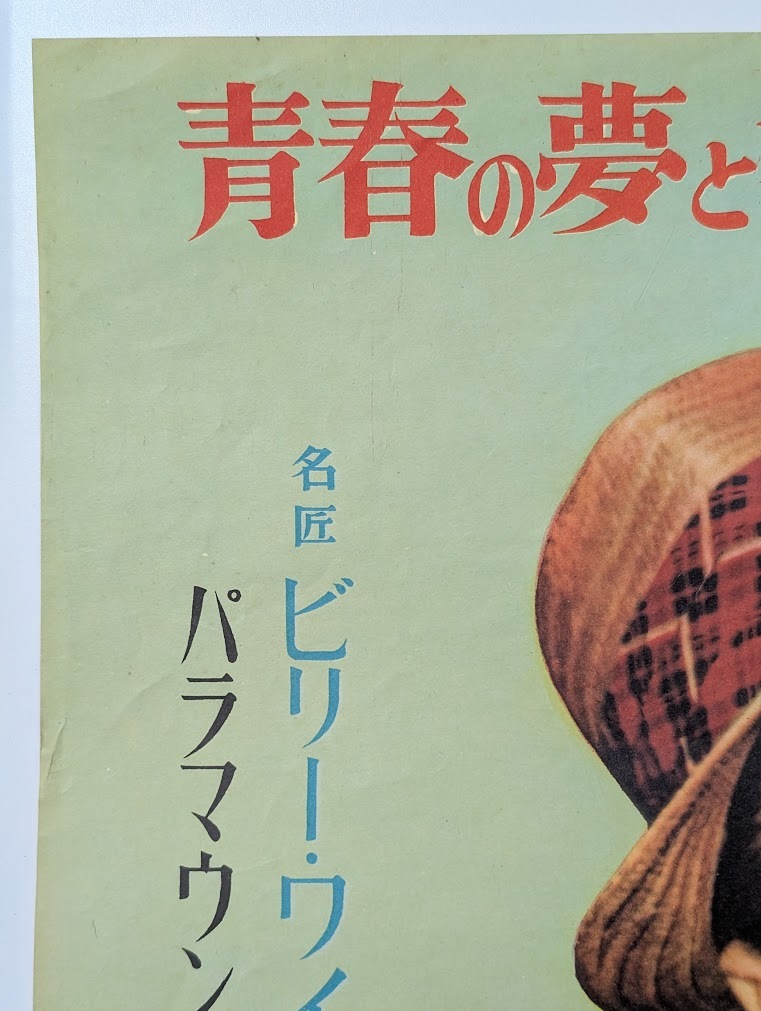 青春の夢と
名匠 ビリー・ワイ
パラマウン